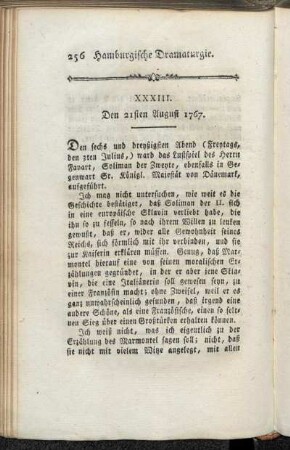 256 Hamburgische Dramaturgie.
XXXIII.
Den 21sten August 1767.
Den sechs und dreyßigsten Abend (Freytags,
den 3ten Julius,) ward das Lustspiel des Herrn
Favart, Soliman der Zweyte, ebenfalls in Ge-
genwart Sr. Königl. Majestät von Dänemark,
aufgeführt.
Ich mag nicht untersuchen, wie weit es
die Geschichte bestätiget, daß Soliman der II. sich
in eine europäische Sklavin verliebt habe, die
ihn so zu fesseln, so nach ihrem Willen zu lenken
gewußt, daß er, wider alle Gewohnheit seines
Reichs, sich förmlich mit ihr verbinden, und sie
zur Kaiserin erklären mußen. Genug, daß Mar-
montel hierauf eine von seinen moralischen Er-
zählungen gegründet, in der er aber jene Skla-
vin, die eine Italiänerin soll gewesen seyn, zu
einer Französin macht; ohne Zweifel, weil er es
ganz unwahrscheinlich gefunden, daß irgend eine
andere Schöne, als eine Französische, einen so selt-
nen Sieg über einen Großtürken erhalten können.
Ich weiß nicht, was ich eigentlich zu der
Erzählung des Marmontel sagen soll; nicht, daß
sie nicht mit vielem Witze angelegt, mit allen